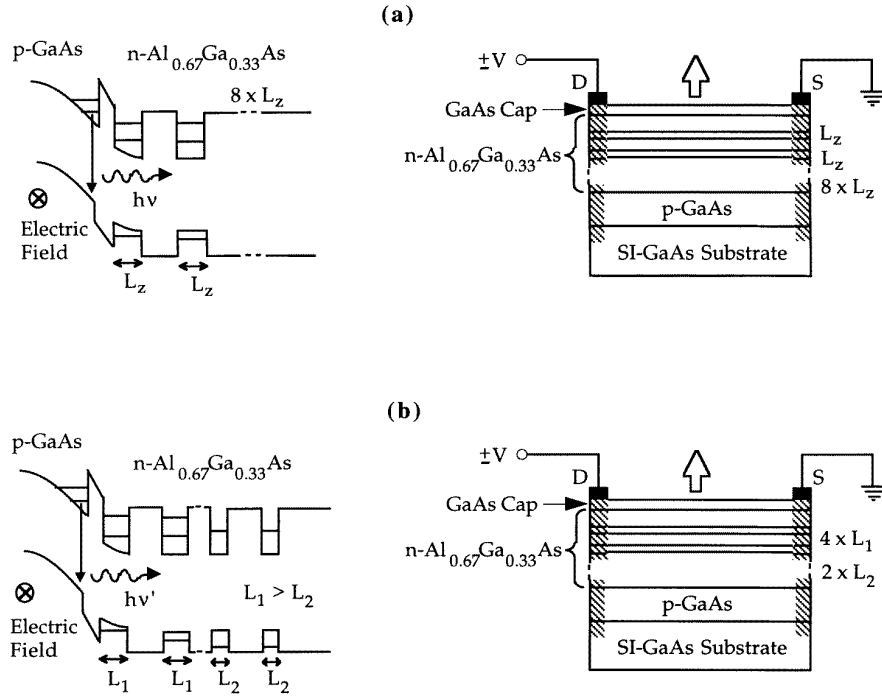 (a)
p-GaAs
n-Al0.67Ga0.33As
8 x Lz
hν
Electric
Field
Lz
Lz
±V
D
S
GaAs Cap
n-Al0.67Ga0.33As
Lz
Lz
8 x Lz
p-GaAs
SI-GaAs Substrate
(b)
p-GaAs
n-Al0.67Ga0.33As
hν'
L1 > L2
Electric
Field
L1
L1
L2
L2
±V
D
S
GaAs Cap
n-Al0.67Ga0.33As
4 x L1
2 x L2
p-GaAs
SI-GaAs Substrate